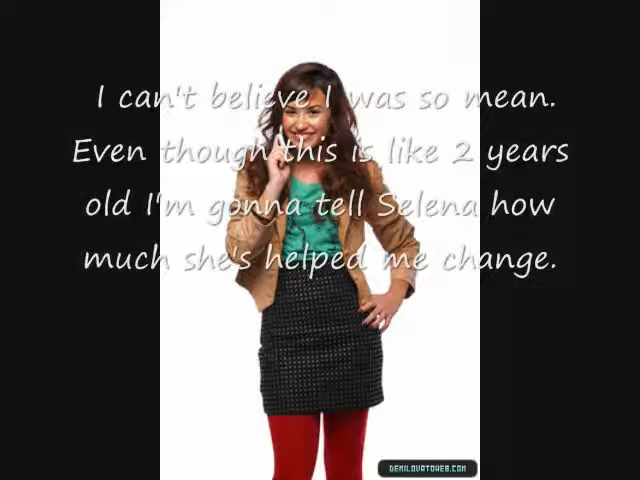 I can't believe I was so mean.
Even though this is like 2 years
old I'm gonna tell Selena how
much she's helped me change.
DEMILOVATOWEB.COM